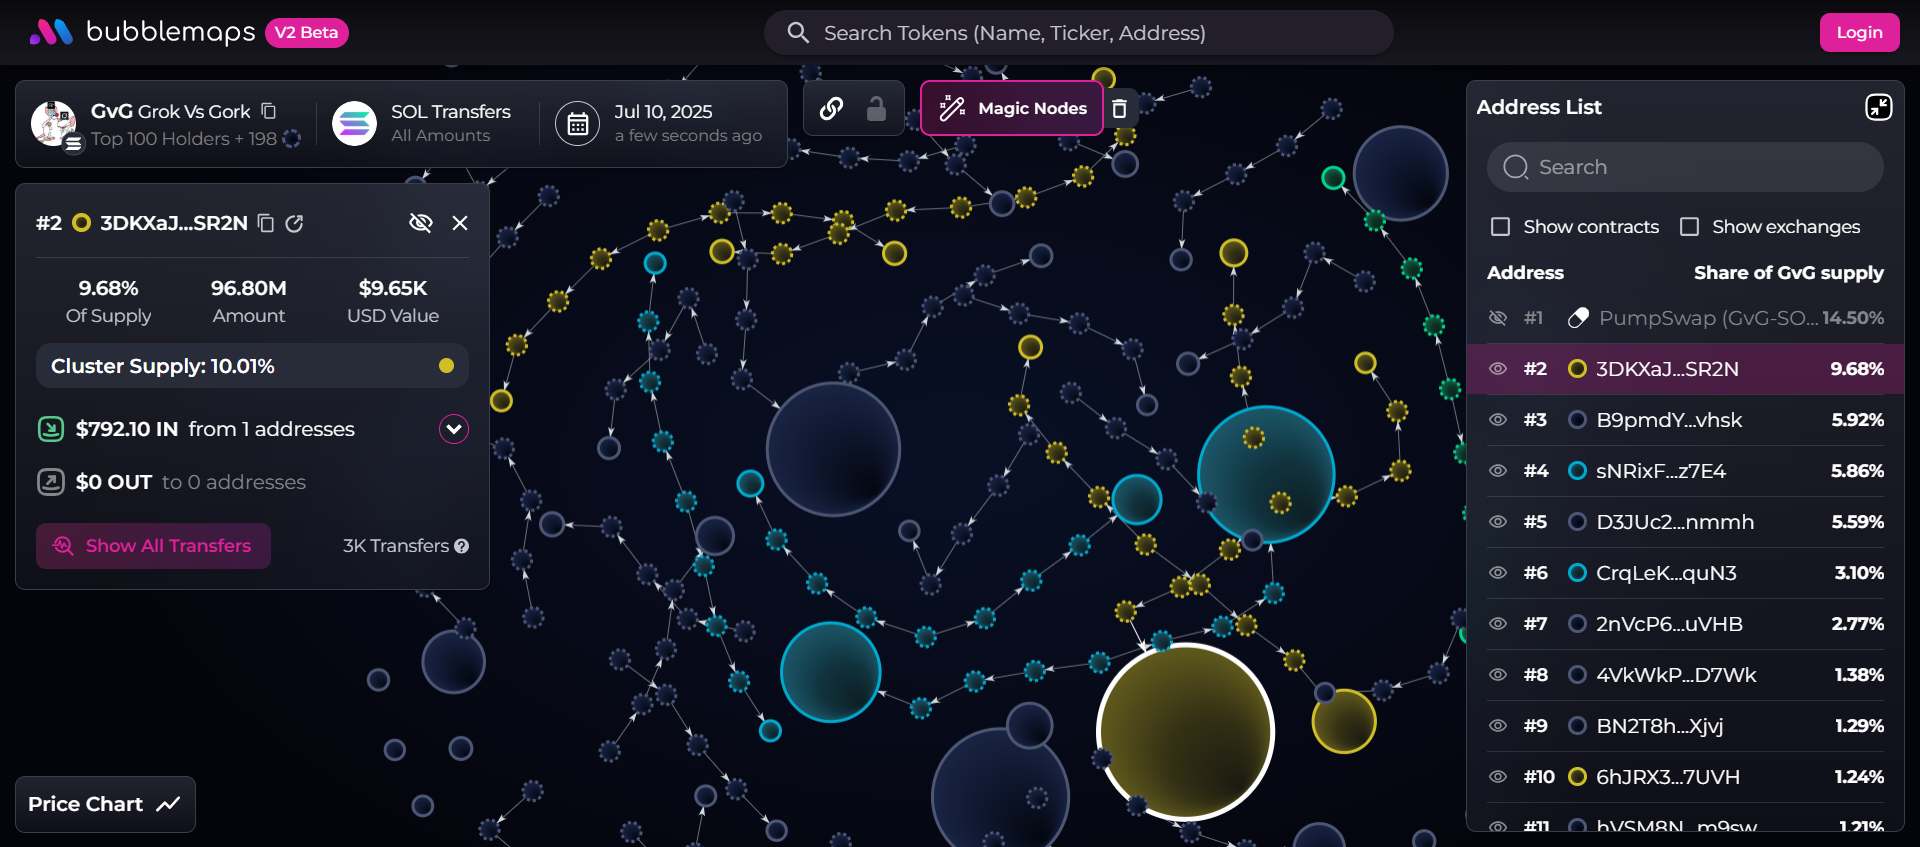 bubblemaps V2 Beta
Search Tokens (Name, Ticker, Address)
Login
GvG Grok Vs Gork
Top 100 Holders + 198
SOL Transfers
All Amounts
Jul 10, 2025
a few seconds ago
Magic Nodes
#2 3DKXaJ...SR2N
9.68% 96.80M $9.65K
Of Supply Amount USD Value
Cluster Supply: 10.01%
$792.10 IN from 1 addresses
$0 OUT to 0 addresses
Show All Transfers 3K Transfers ?
Price Chart
Address List
Search
Show contracts Show exchanges
Address Share of GvG supply
#1 PumpSwap (GvG-SO... 14.50%
#2 3DKXaJ...SR2N 9.68%
#3 B9pmdY...vhsk 5.92%
#4 sNRixF...z7E4 5.86%
#5 D3JUc2...nmmh 5.59%
#6 CrqLeK...quN3 3.10%
#7 2nVcP6...uVHB 2.77%
#8 4VkWkP...D7Wk 1.38%
#9 BN2T8h...Xjvj 1.29%
#10 6hJRX3...7UVH 1.24%
#11 hVSM8N...m9sw 1.21%